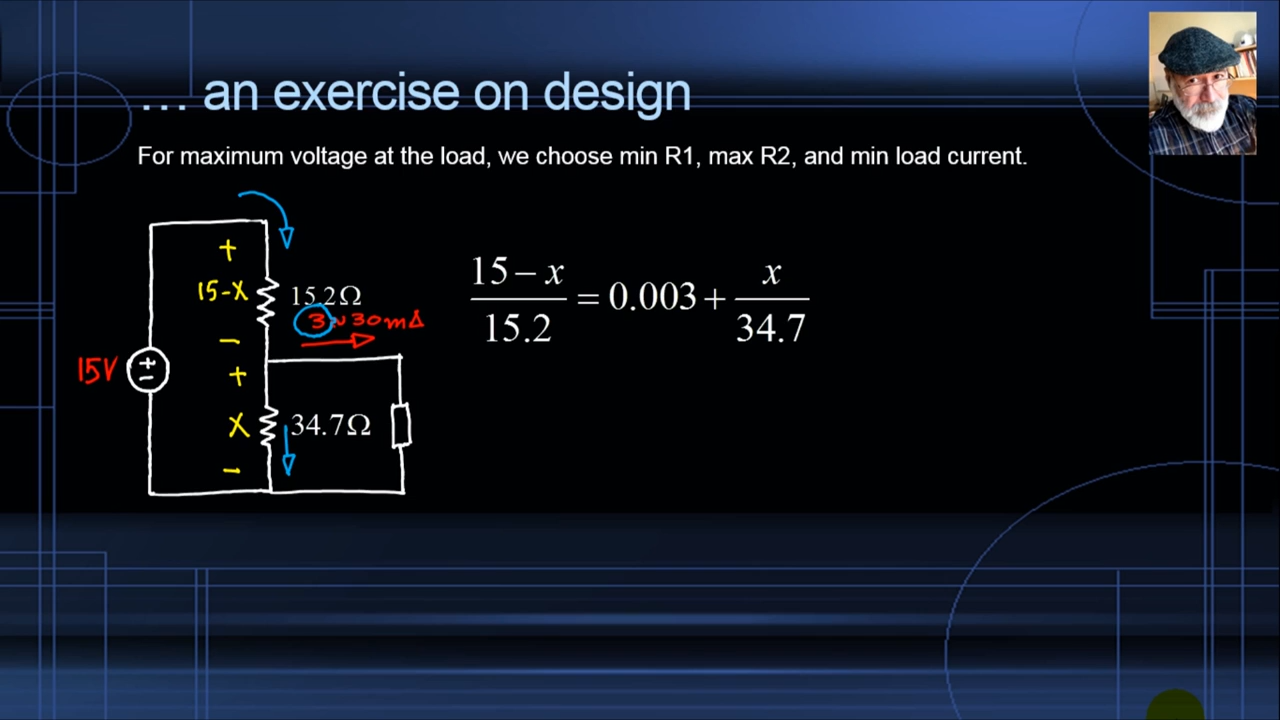 … an exercise on design
For maximum voltage at the load, we choose min R1, max R2, and min load current.
+
15-X
15.2Ω
3~30mA
−
+
15V
+
−
X
34.7Ω
−
15 − x
15.2
= 0.003 +
x
34.7